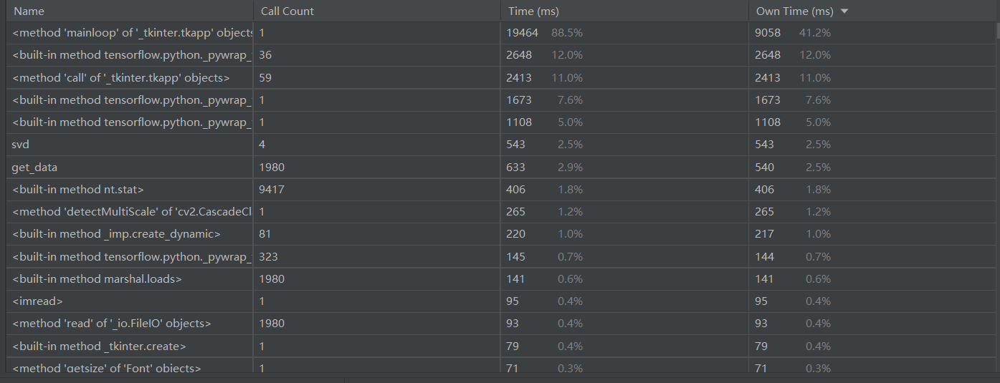 Name Call Count Time (ms) Own Time (ms)
<method 'mainloop' of '_tkinter.tkapp' objects 1 19464 88.5% 9058 41.2%
<built-in method tensorflow.python._pywrap_ 36 2648 12.0% 2648 12.0%
<method 'call' of '_tkinter.tkapp' objects> 59 2413 11.0% 2413 11.0%
<built-in method tensorflow.python._pywrap_ 1 1673 7.6% 1673 7.6%
<built-in method tensorflow.python._pywrap_ 1 1108 5.0% 1108 5.0%
svd 4 543 2.5% 543 2.5%
get_data 1980 633 2.9% 540 2.5%
<built-in method nt.stat> 9417 406 1.8% 406 1.8%
<method 'detectMultiScale' of 'cv2.CascadeCl 1 265 1.2% 265 1.2%
<built-in method _imp.create_dynamic> 81 220 1.0% 217 1.0%
<built-in method tensorflow.python._pywrap_ 323 145 0.7% 144 0.7%
<built-in method marshal.loads> 1980 141 0.6% 141 0.6%
<imread> 1 95 0.4% 95 0.4%
<method 'read' of '_io.FileIO' objects> 1980 93 0.4% 93 0.4%
<built-in method _tkinter.create> 1 79 0.4% 79 0.4%
<method 'getsize' of 'Font' objects> 1 71 0.3% 71 0.3%